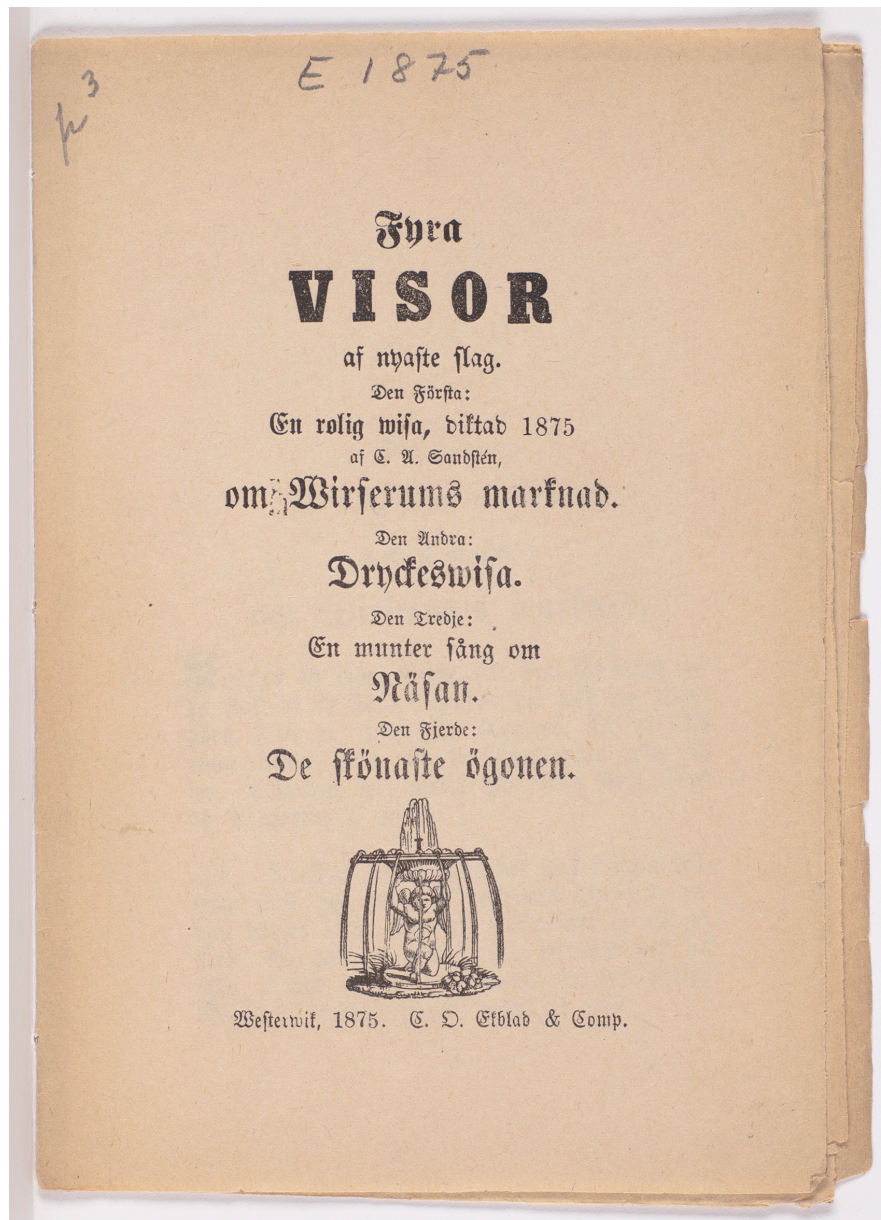 E 1875
Fyra
VISOR
af nyaste slag.
Den Första:
En rolig wisa, diktad 1875
af C. A. Sandstén,
om Wirserums marknad.
Den Andra:
Dryckeswisa.
Den Tredje:
En munter sång om
Näsan.
Den Fjerde:
De skönaste ögonen.
Westerwik, 1875. C. O. Ekblad & Comp.